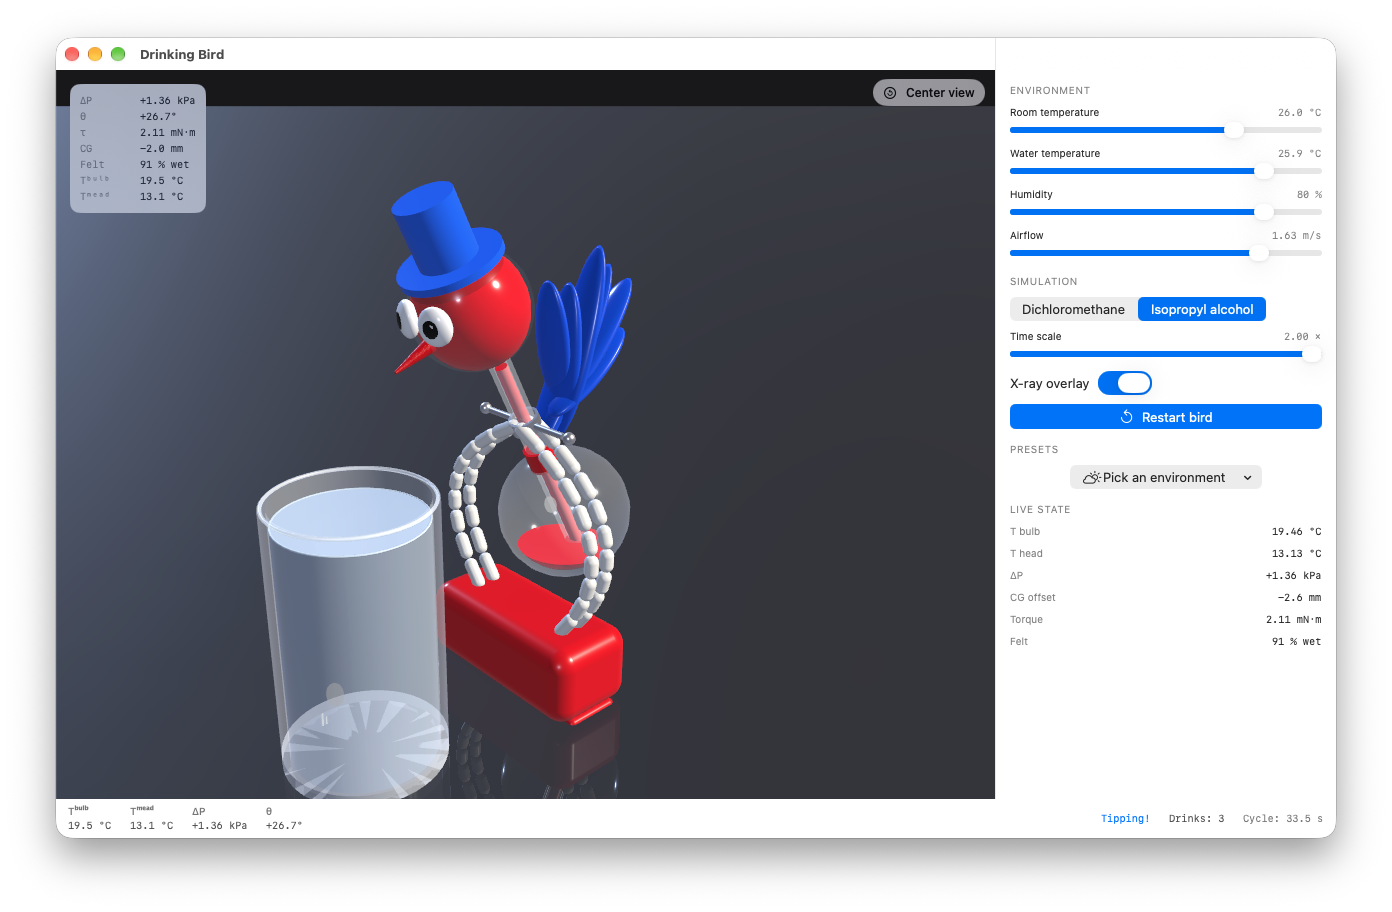 Drinking Bird
ΔP +1.36 kPa
θ +26.7°
τ 2.11 mN·m
CG −2.0 mm
Felt 91 % wet
Tᵇᵘˡᵇ 19.5 °C
Tᵐᵉᵃᵈ 13.1 °C
Center view
ENVIRONMENT
Room temperature 26.0 °C
Water temperature 25.9 °C
Humidity 80 %
Airflow 1.63 m/s
SIMULATION
Dichloromethane Isopropyl alcohol
Time scale 2.00 ×
X-ray overlay
Restart bird
PRESETS
Pick an environment
LIVE STATE
T bulb 19.46 °C
T head 13.13 °C
ΔP +1.36 kPa
CG offset −2.6 mm
Torque 2.11 mN·m
Felt 91 % wet
Tᵇᵘˡᵇ Tᵐᵉᵃᵈ ΔP θ
19.5 °C 13.1 °C +1.36 kPa +26.7°
Tipping! Drinks: 3 Cycle: 33.5 s